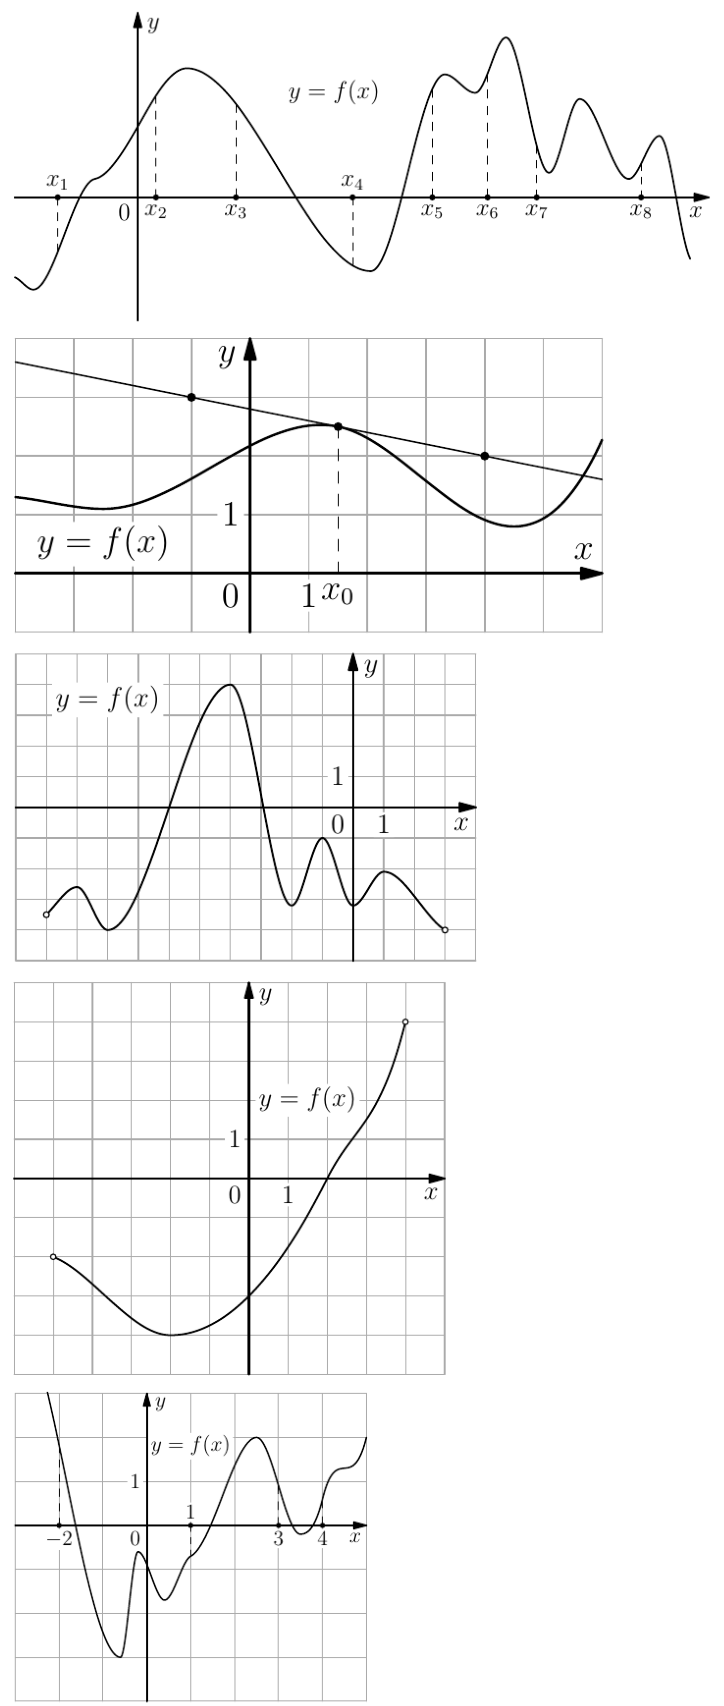 y
y = f(x)
x₁ x₄
0 x₂ x₃ x₅ x₆ x₇ x₈ x
y
1
y = f(x)
x
0 1 x₀
y
y = f(x)
1
0 1 x
y
y = f(x)
1
0 1 x
y
y = f(x)
1
1
−2 0 3 4 x